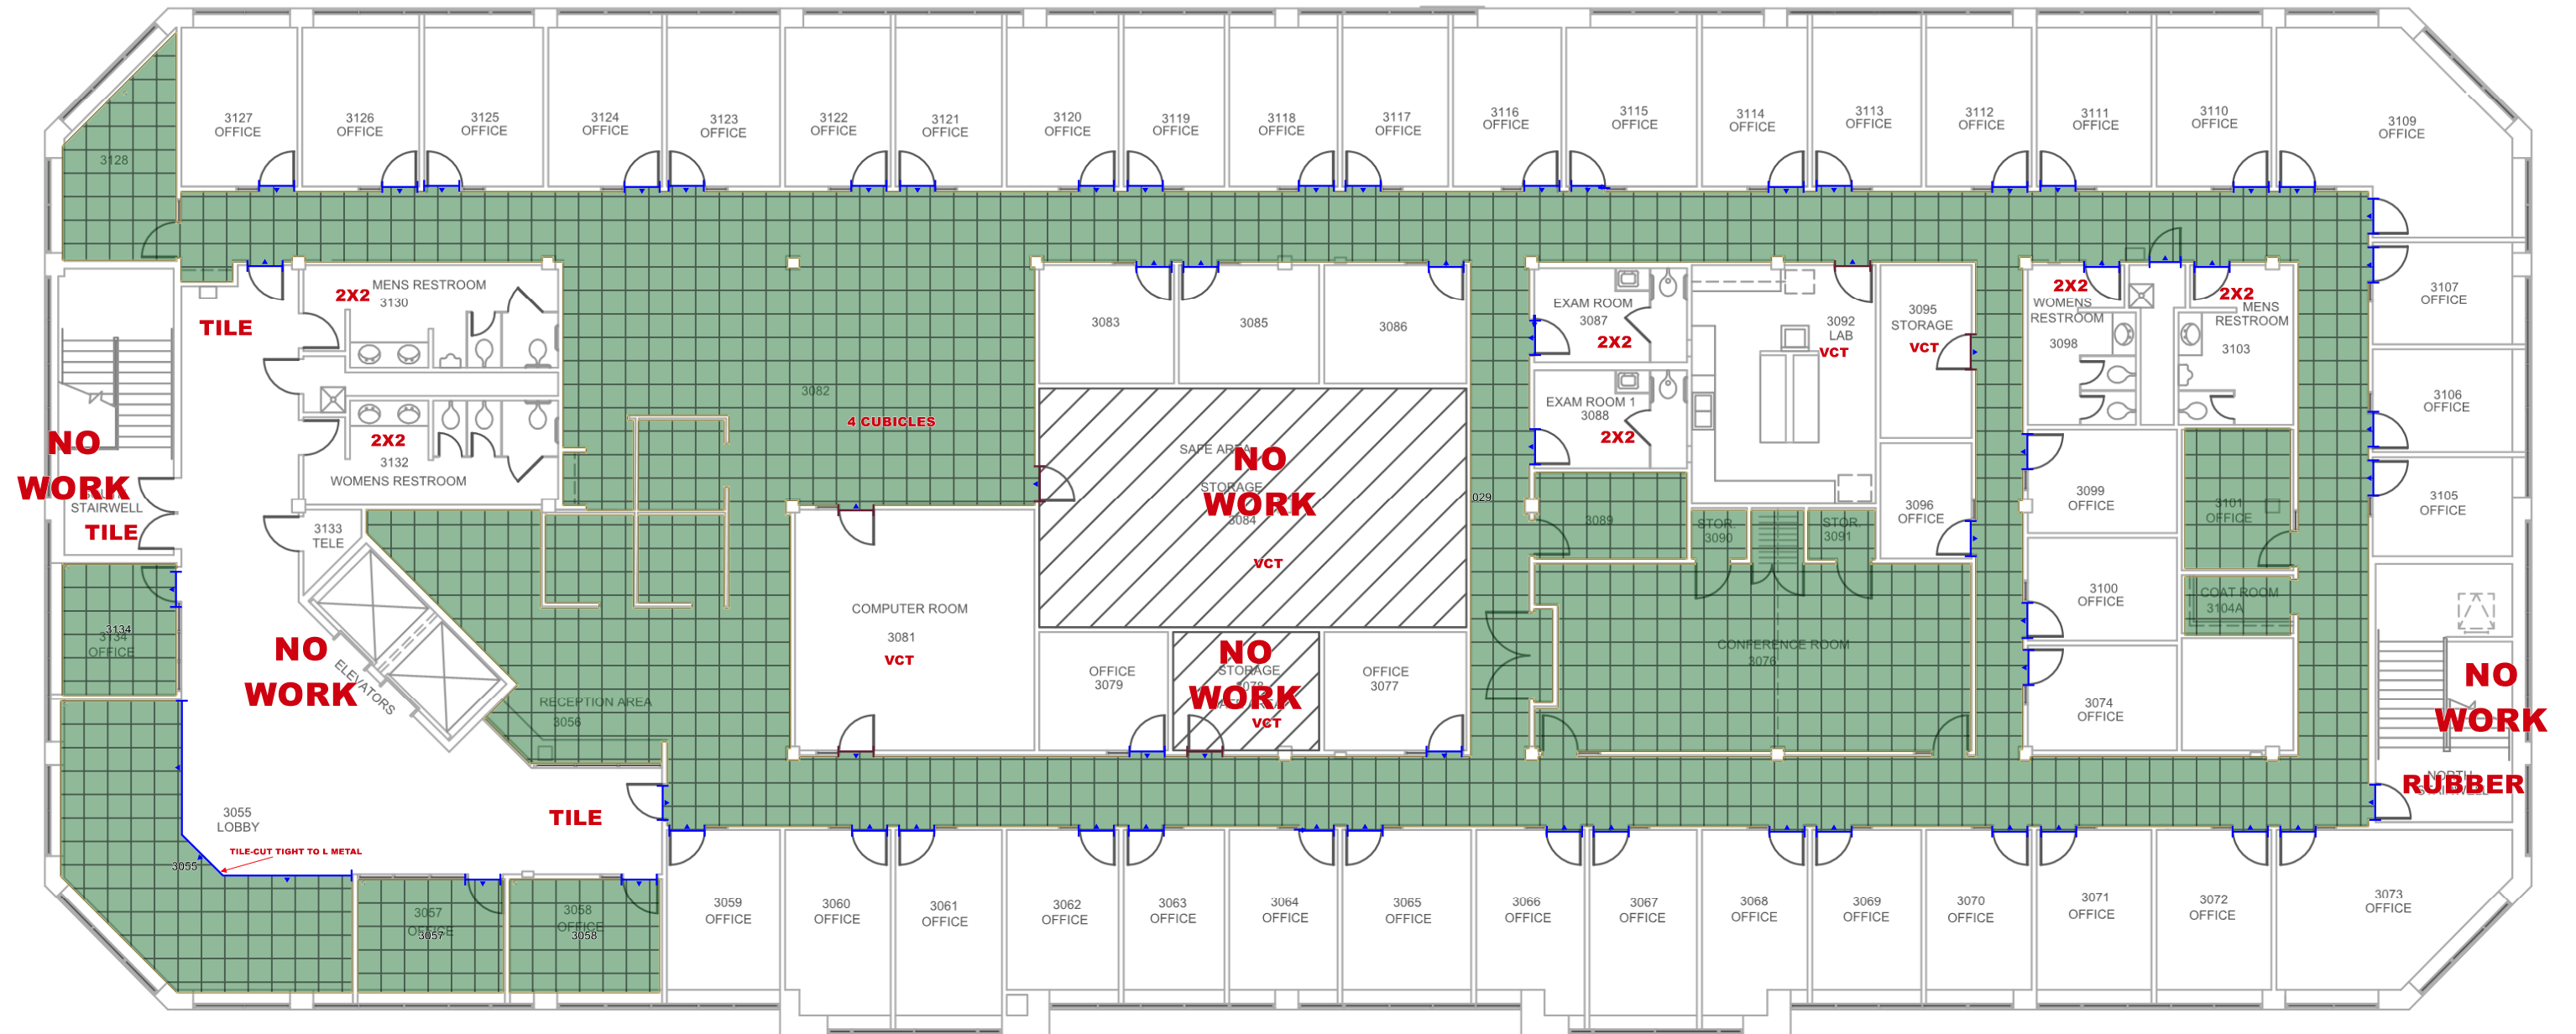 3127
OFFICE
3126
OFFICE
3125
OFFICE
3124
OFFICE
3123
OFFICE
3122
OFFICE
3121
OFFICE
3120
OFFICE
3119
OFFICE
3118
OFFICE
3117
OFFICE
3116
OFFICE
3115
OFFICE
3114
OFFICE
3113
OFFICE
3112
OFFICE
3111
OFFICE
3110
OFFICE
3109
OFFICE
3128
MENS RESTROOM
2X2
3130
TILE
2X2
3132
WOMENS RESTROOM
NO
WORK
STAIRWELL
TILE
3133
TELE
3082
4 CUBICLES
3083
3085
3086
SAFE AREA
STORAGE
3084
NO
WORK
VCT
029
EXAM ROOM
3087
2X2
EXAM ROOM 1
3088
2X2
3092
LAB
VCT
3095
STORAGE
VCT
2X2
WOMENS
RESTROOM
3098
2X2
MENS
RESTROOM
3103
3107
OFFICE
3106
OFFICE
3105
OFFICE
3089
STOR.
3090
STOR.
3091
3096
OFFICE
3099
OFFICE
3101
OFFICE
3100
OFFICE
COAT ROOM
3104A
3134
3134
OFFICE
NO
WORK
ELEVATORS
RECEPTION AREA
3056
COMPUTER ROOM
3081
VCT
OFFICE
3079
NO
WORK
STORAGE
3078
VCT
OFFICE
3077
CONFERENCE ROOM
3076
3074
OFFICE
NO
WORK
NORTH
STAIRWELL
RUBBER
3055
LOBBY
TILE
TILE-CUT TIGHT TO L METAL
3055
3057
OFFICE
3057
3058
OFFICE
3058
3059
OFFICE
3060
OFFICE
3061
OFFICE
3062
OFFICE
3063
OFFICE
3064
OFFICE
3065
OFFICE
3066
OFFICE
3067
OFFICE
3068
OFFICE
3069
OFFICE
3070
OFFICE
3071
OFFICE
3072
OFFICE
3073
OFFICE